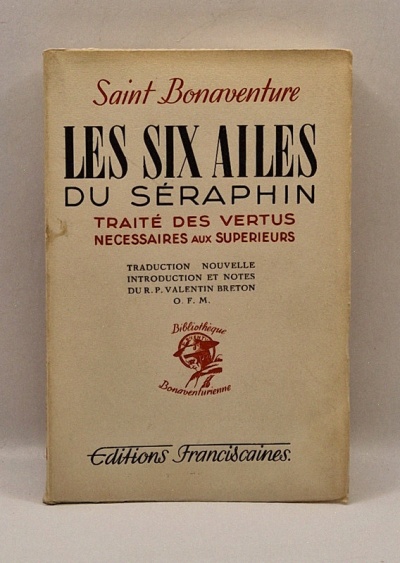 Saint Bonaventure
LES SIX AILES
DU SÉRAPHIN
TRAITÉ DES VERTUS
NECESSAIRES AUX SUPERIEURS
TRADUCTION NOUVELLE
INTRODUCTION ET NOTES
DU R. P. VALENTIN BRETON
O. F. M.
Bibliothèque
Bonaventurienne
Editions Franciscaines.